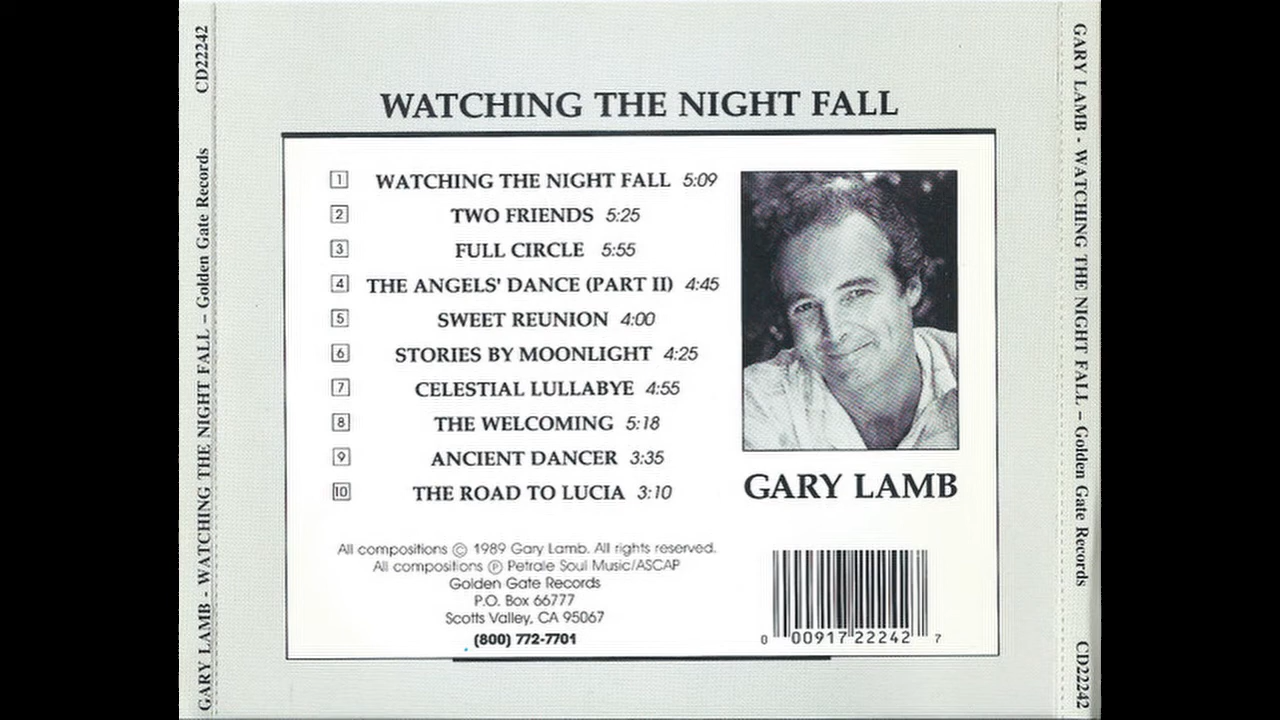 GARY LAMB - WATCHING THE NIGHT FALL – Golden Gate Records CD22242
WATCHING THE NIGHT FALL
1 WATCHING THE NIGHT FALL 5:09
2 TWO FRIENDS 5:25
3 FULL CIRCLE 5:55
4 THE ANGELS' DANCE (PART II) 4:45
5 SWEET REUNION 4:00
6 STORIES BY MOONLIGHT 4:25
7 CELESTIAL LULLABYE 4:55
8 THE WELCOMING 5:18
9 ANCIENT DANCER 3:35
10 THE ROAD TO LUCIA 3:10
GARY LAMB
All compositions © 1989 Gary Lamb. All rights reserved.
All compositions ℗ Petrale Soul Music/ASCAP
Golden Gate Records
P.O. Box 66777
Scotts Valley, CA 95067
(800) 772-7701
0 00917 22242 7
GARY LAMB - WATCHING THE NIGHT FALL – Golden Gate Records CD22242